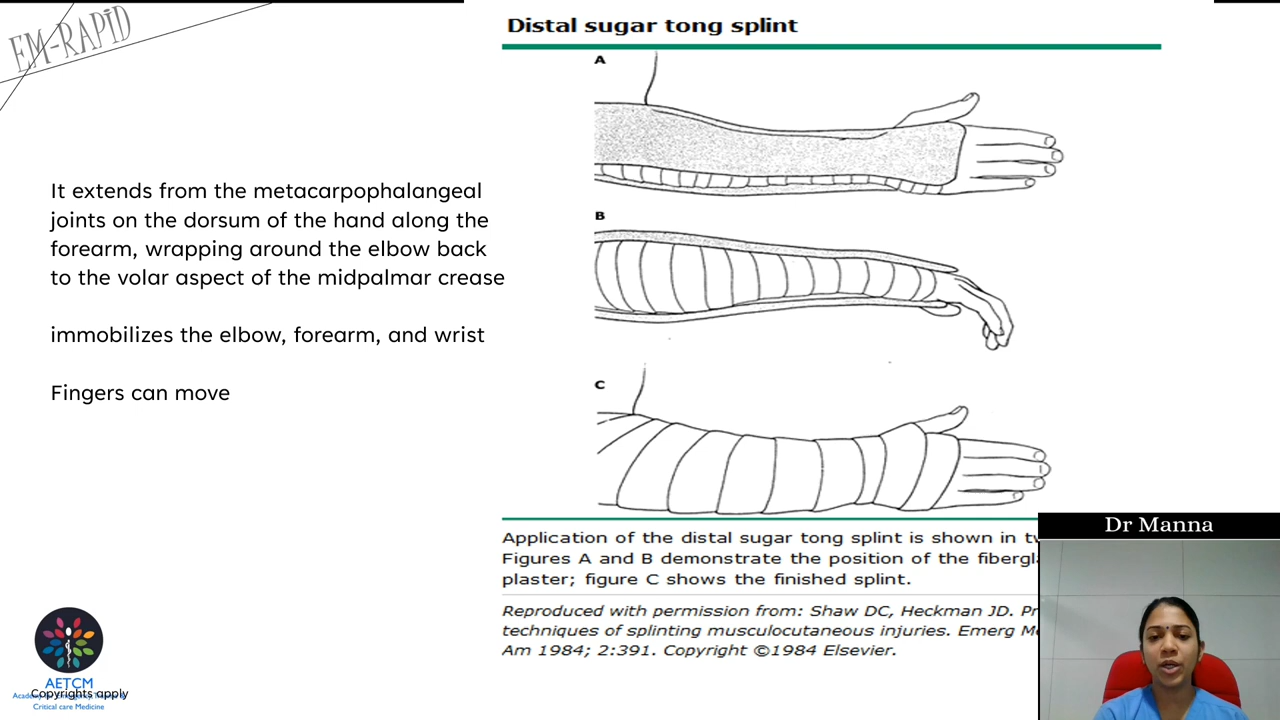 EM-RAPID
Distal sugar tong splint
A
It extends from the metacarpophalangeal
joints on the dorsum of the hand along the
forearm, wrapping around the elbow back
to the volar aspect of the midpalmar crease
immobilizes the elbow, forearm, and wrist
Fingers can move
B
C
Application of the distal sugar tong splint is shown in
Figures A and B demonstrate the position of the
plaster; figure C shows the finished splint.
Reproduced with permission from: Shaw DC, Heckman JD.
techniques of splinting musculocutaneous injuries. Emerg
Am 1984; 2:391. Copyright ©1984 Elsevier.
Dr Manna
AETCM
Copyrights apply
Critical care Medicine